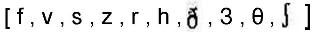 [ f , v , s , z , r , h , ð , 3 , θ , ʃ ]